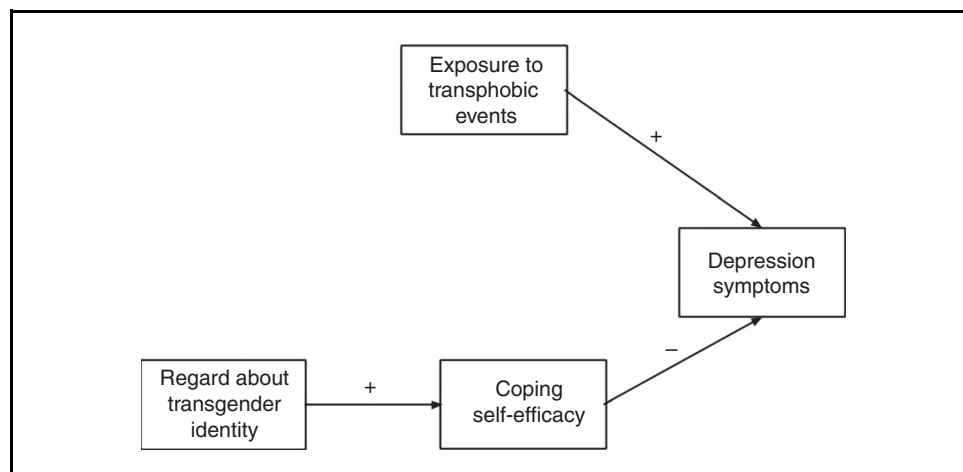 Exposure to
transphobic
events
+
Depression
symptoms
–
Regard about
transgender
identity
+
Coping
self-efficacy